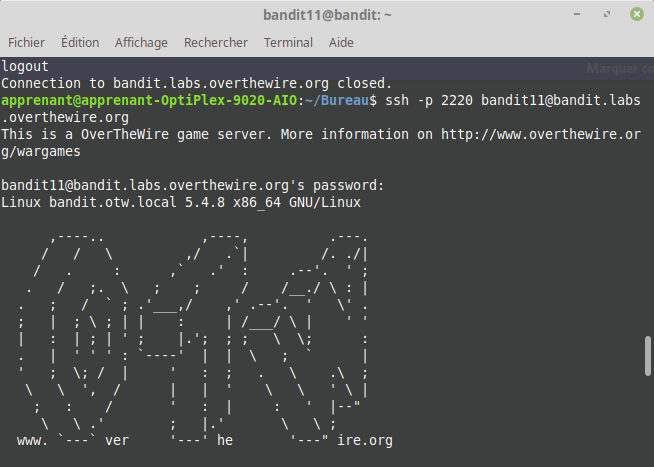 bandit11@bandit: ~
Fichier Édition Affichage Rechercher Terminal Aide
logout
Marquer co
Connection to bandit.labs.overthewire.org closed.
apprenant@apprenant-OptiPlex-9020-AIO:~/Bureau$ ssh -p 2220 bandit11@bandit.labs
.overthewire.org
This is a OverTheWire game server. More information on http://www.overthewire.or
g/wargames
bandit11@bandit.labs.overthewire.org's password:
Linux bandit.otw.local 5.4.8 x86_64 GNU/Linux
www. `---` ver '---' he '---" ire.org